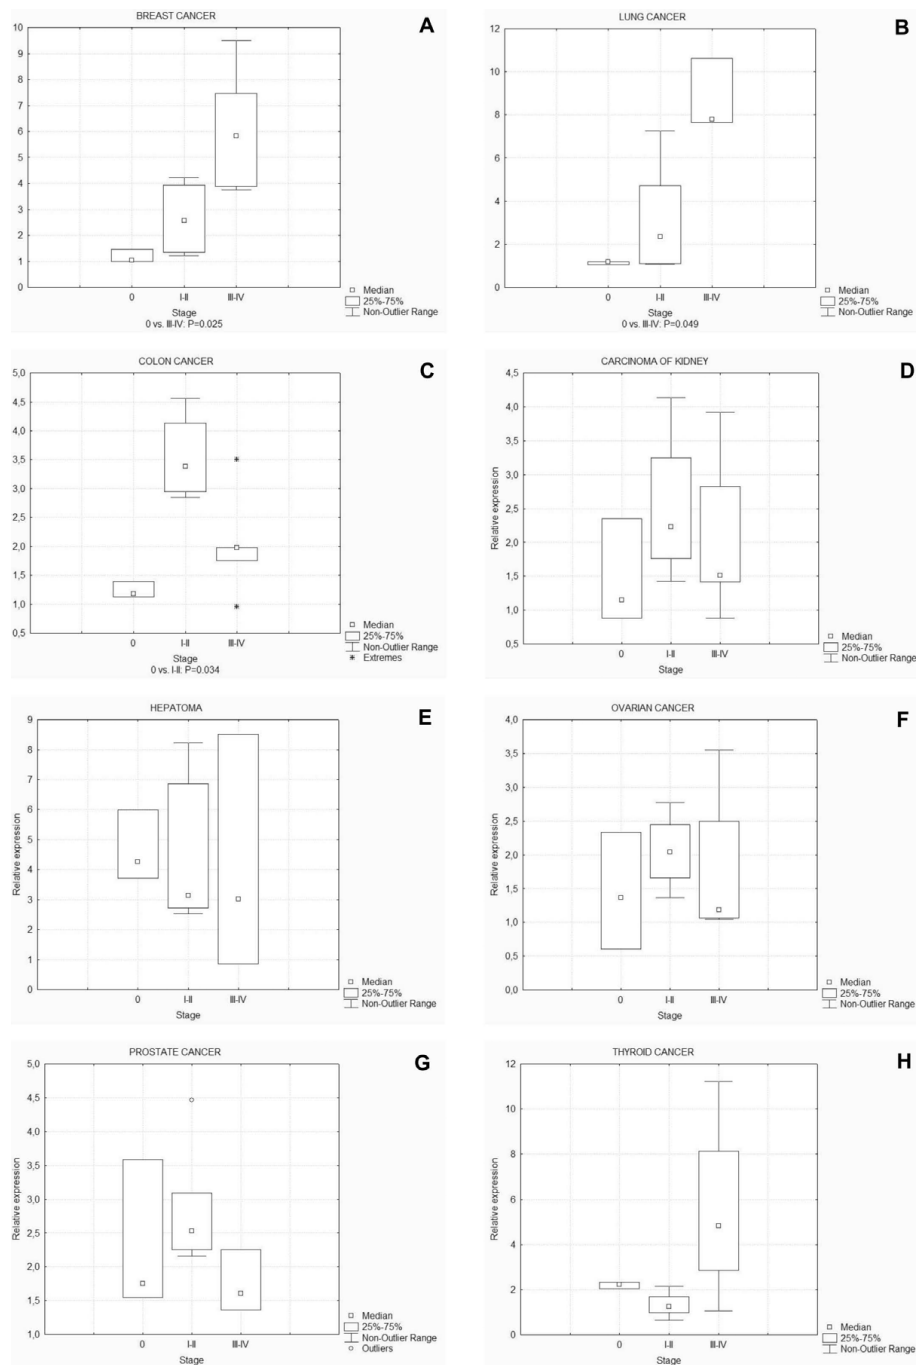 BREAST CANCER
A
10
9
8
7
6
5
4
3
2
1
0
0 I-II III-IV
Stage
0 vs. III-IV: P=0.025
Median
25%-75%
Non-Outlier Range
LUNG CANCER
B
12
10
8
6
4
2
0
0 I-II III-IV
Stage
0 vs. III-IV: P=0.049
Median
25%-75%
Non-Outlier Range
COLON CANCER
C
5,0
4,5
4,0
3,5
3,0
2,5
2,0
1,5
1,0
0,5
0 I-II III-IV
Stage
0 vs. I-II: P=0.034
Median
25%-75%
Non-Outlier Range
Extremes
CARCINOMA OF KIDNEY
D
Relative expression
4,5
4,0
3,5
3,0
2,5
2,0
1,5
1,0
0,5
0 I-II III-IV
Stage
Median
25%-75%
Non-Outlier Range
HEPATOMA
E
Relative expression
9
8
7
6
5
4
3
2
1
0
0 I-II III-IV
Stage
Median
25%-75%
Non-Outlier Range
OVARIAN CANCER
F
Relative expression
4,0
3,5
3,0
2,5
2,0
1,5
1,0
0,5
0,0
0 I-II III-IV
Stage
Median
25%-75%
Non-Outlier Range
PROSTATE CANCER
G
Relative expression
5,0
4,5
4,0
3,5
3,0
2,5
2,0
1,5
1,0
0 I-II III-IV
Stage
Median
25%-75%
Non-Outlier Range
Outliers
THYROID CANCER
H
Relative expression
12
10
8
6
4
2
0
0 I-II III-IV
Stage
Median
25%-75%
Non-Outlier Range